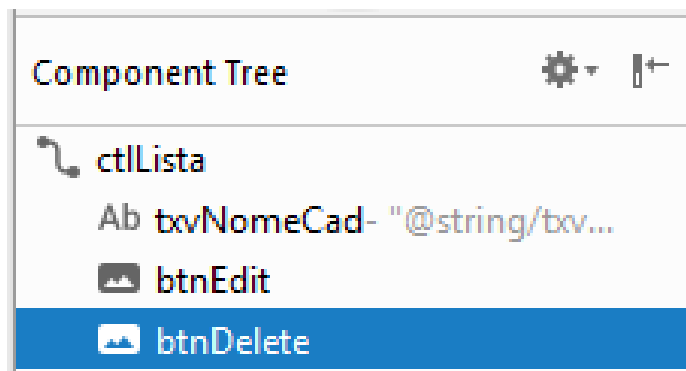 Component Tree
ctlLista
Ab txvNomeCad- "@string/txv...
btnEdit
btnDelete